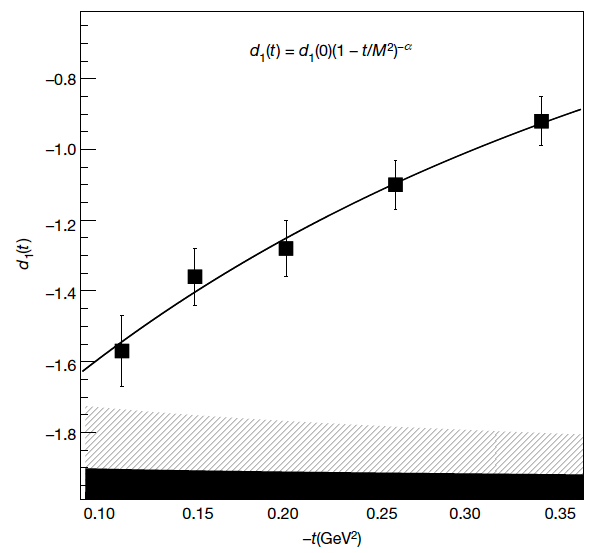 d₁(t) = d₁(0)(1 – t/M²)⁻ᵅ
–0.8
–1.0
–1.2
–1.4
–1.6
–1.8
d₁(t)
0.10 0.15 0.20 0.25 0.30 0.35
–t(GeV²)